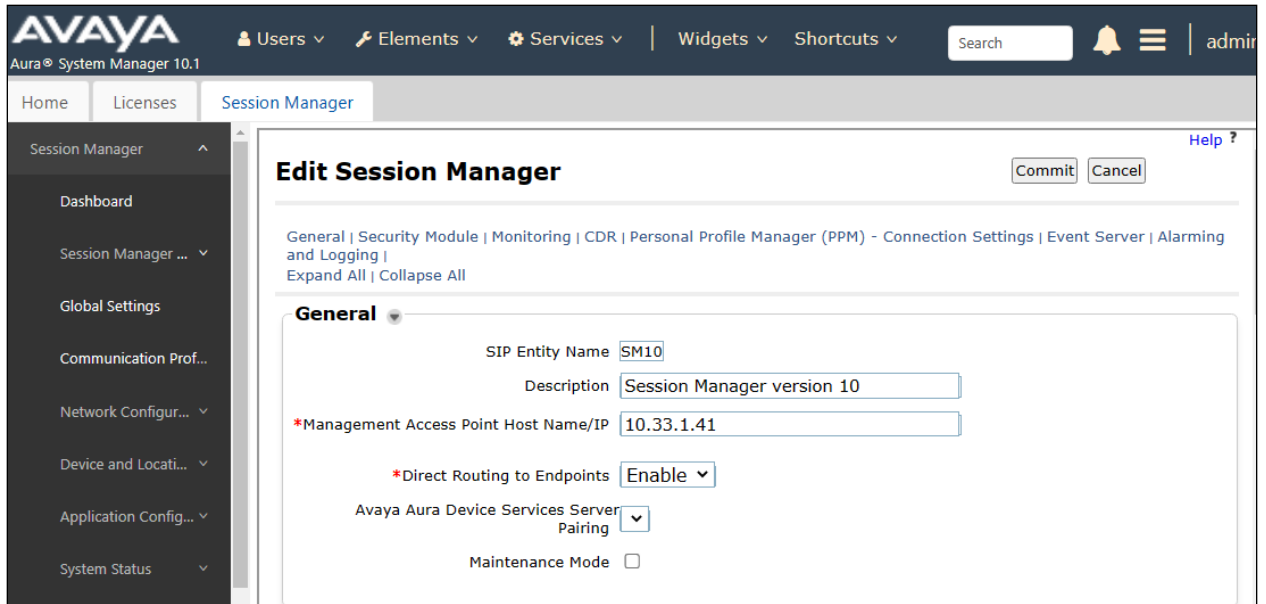 AVAYA
Aura® System Manager 10.1
Users
Elements
Services
Widgets
Shortcuts
Search
admin
Home
Licenses
Session Manager
Session Manager
Dashboard
Session Manager ...
Global Settings
Communication Prof...
Network Configur...
Device and Locati...
Application Config...
System Status
Help ?
Edit Session Manager
Commit
Cancel
General | Security Module | Monitoring | CDR | Personal Profile Manager (PPM) - Connection Settings | Event Server | Alarming
and Logging |
Expand All | Collapse All
General
SIP Entity Name SM10
Description Session Manager version 10
*Management Access Point Host Name/IP 10.33.1.41
*Direct Routing to Endpoints Enable
Avaya Aura Device Services Server
Pairing
Maintenance Mode